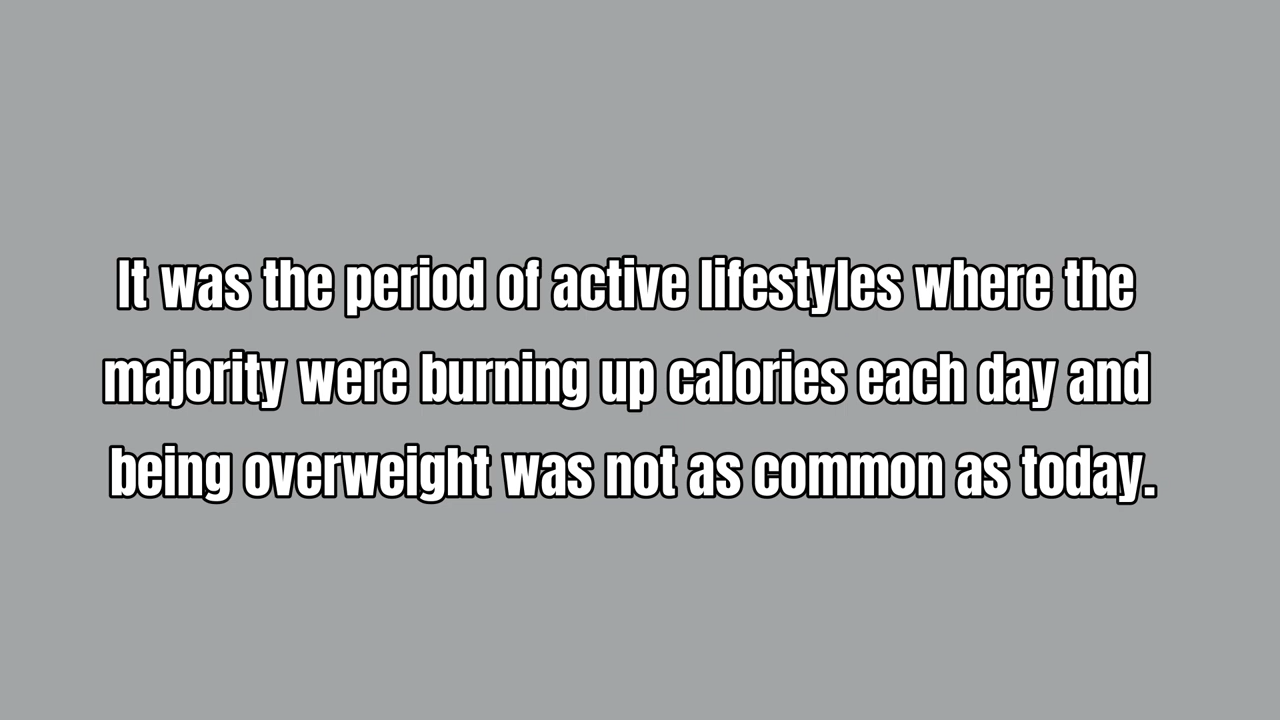 It was the period of active lifestyles where the
majority were burning up calories each day and
being overweight was not as common as today.